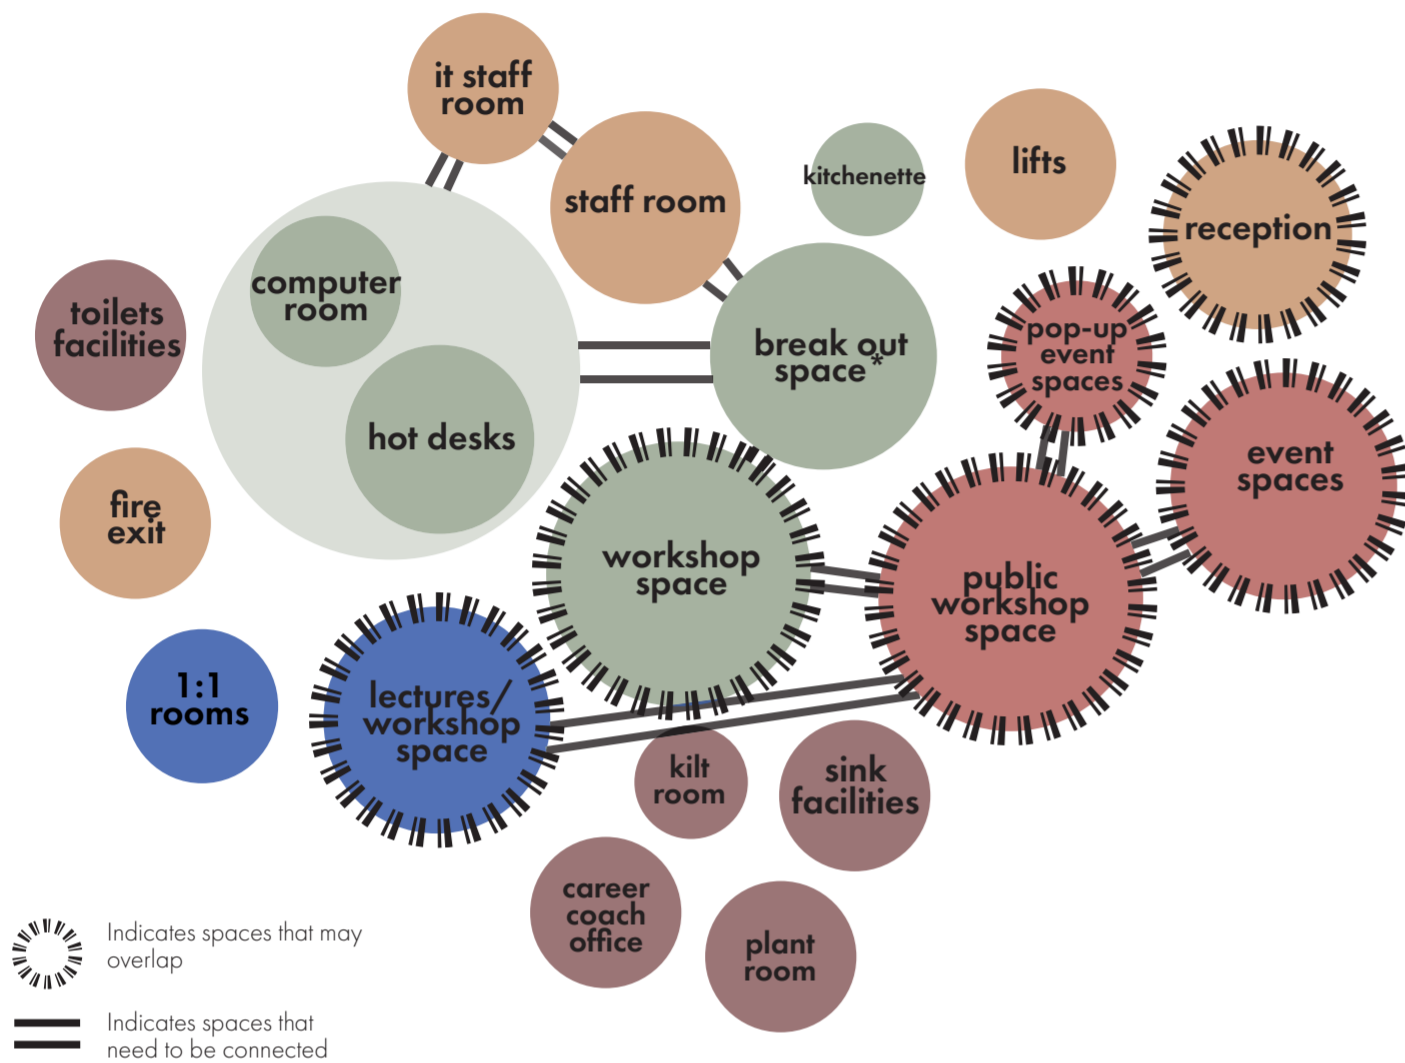 it staff
room
staff room
kitchenette
lifts
reception
computer
room
toilets
facilities
break out
space*
pop-up
event
spaces
hot desks
event
spaces
fire
exit
workshop
space
public
workshop
space
1:1
rooms
lectures/
workshop
space
kilt
room
sink
facilities
career
coach
office
plant
room
Indicates spaces that may
overlap
Indicates spaces that
need to be connected